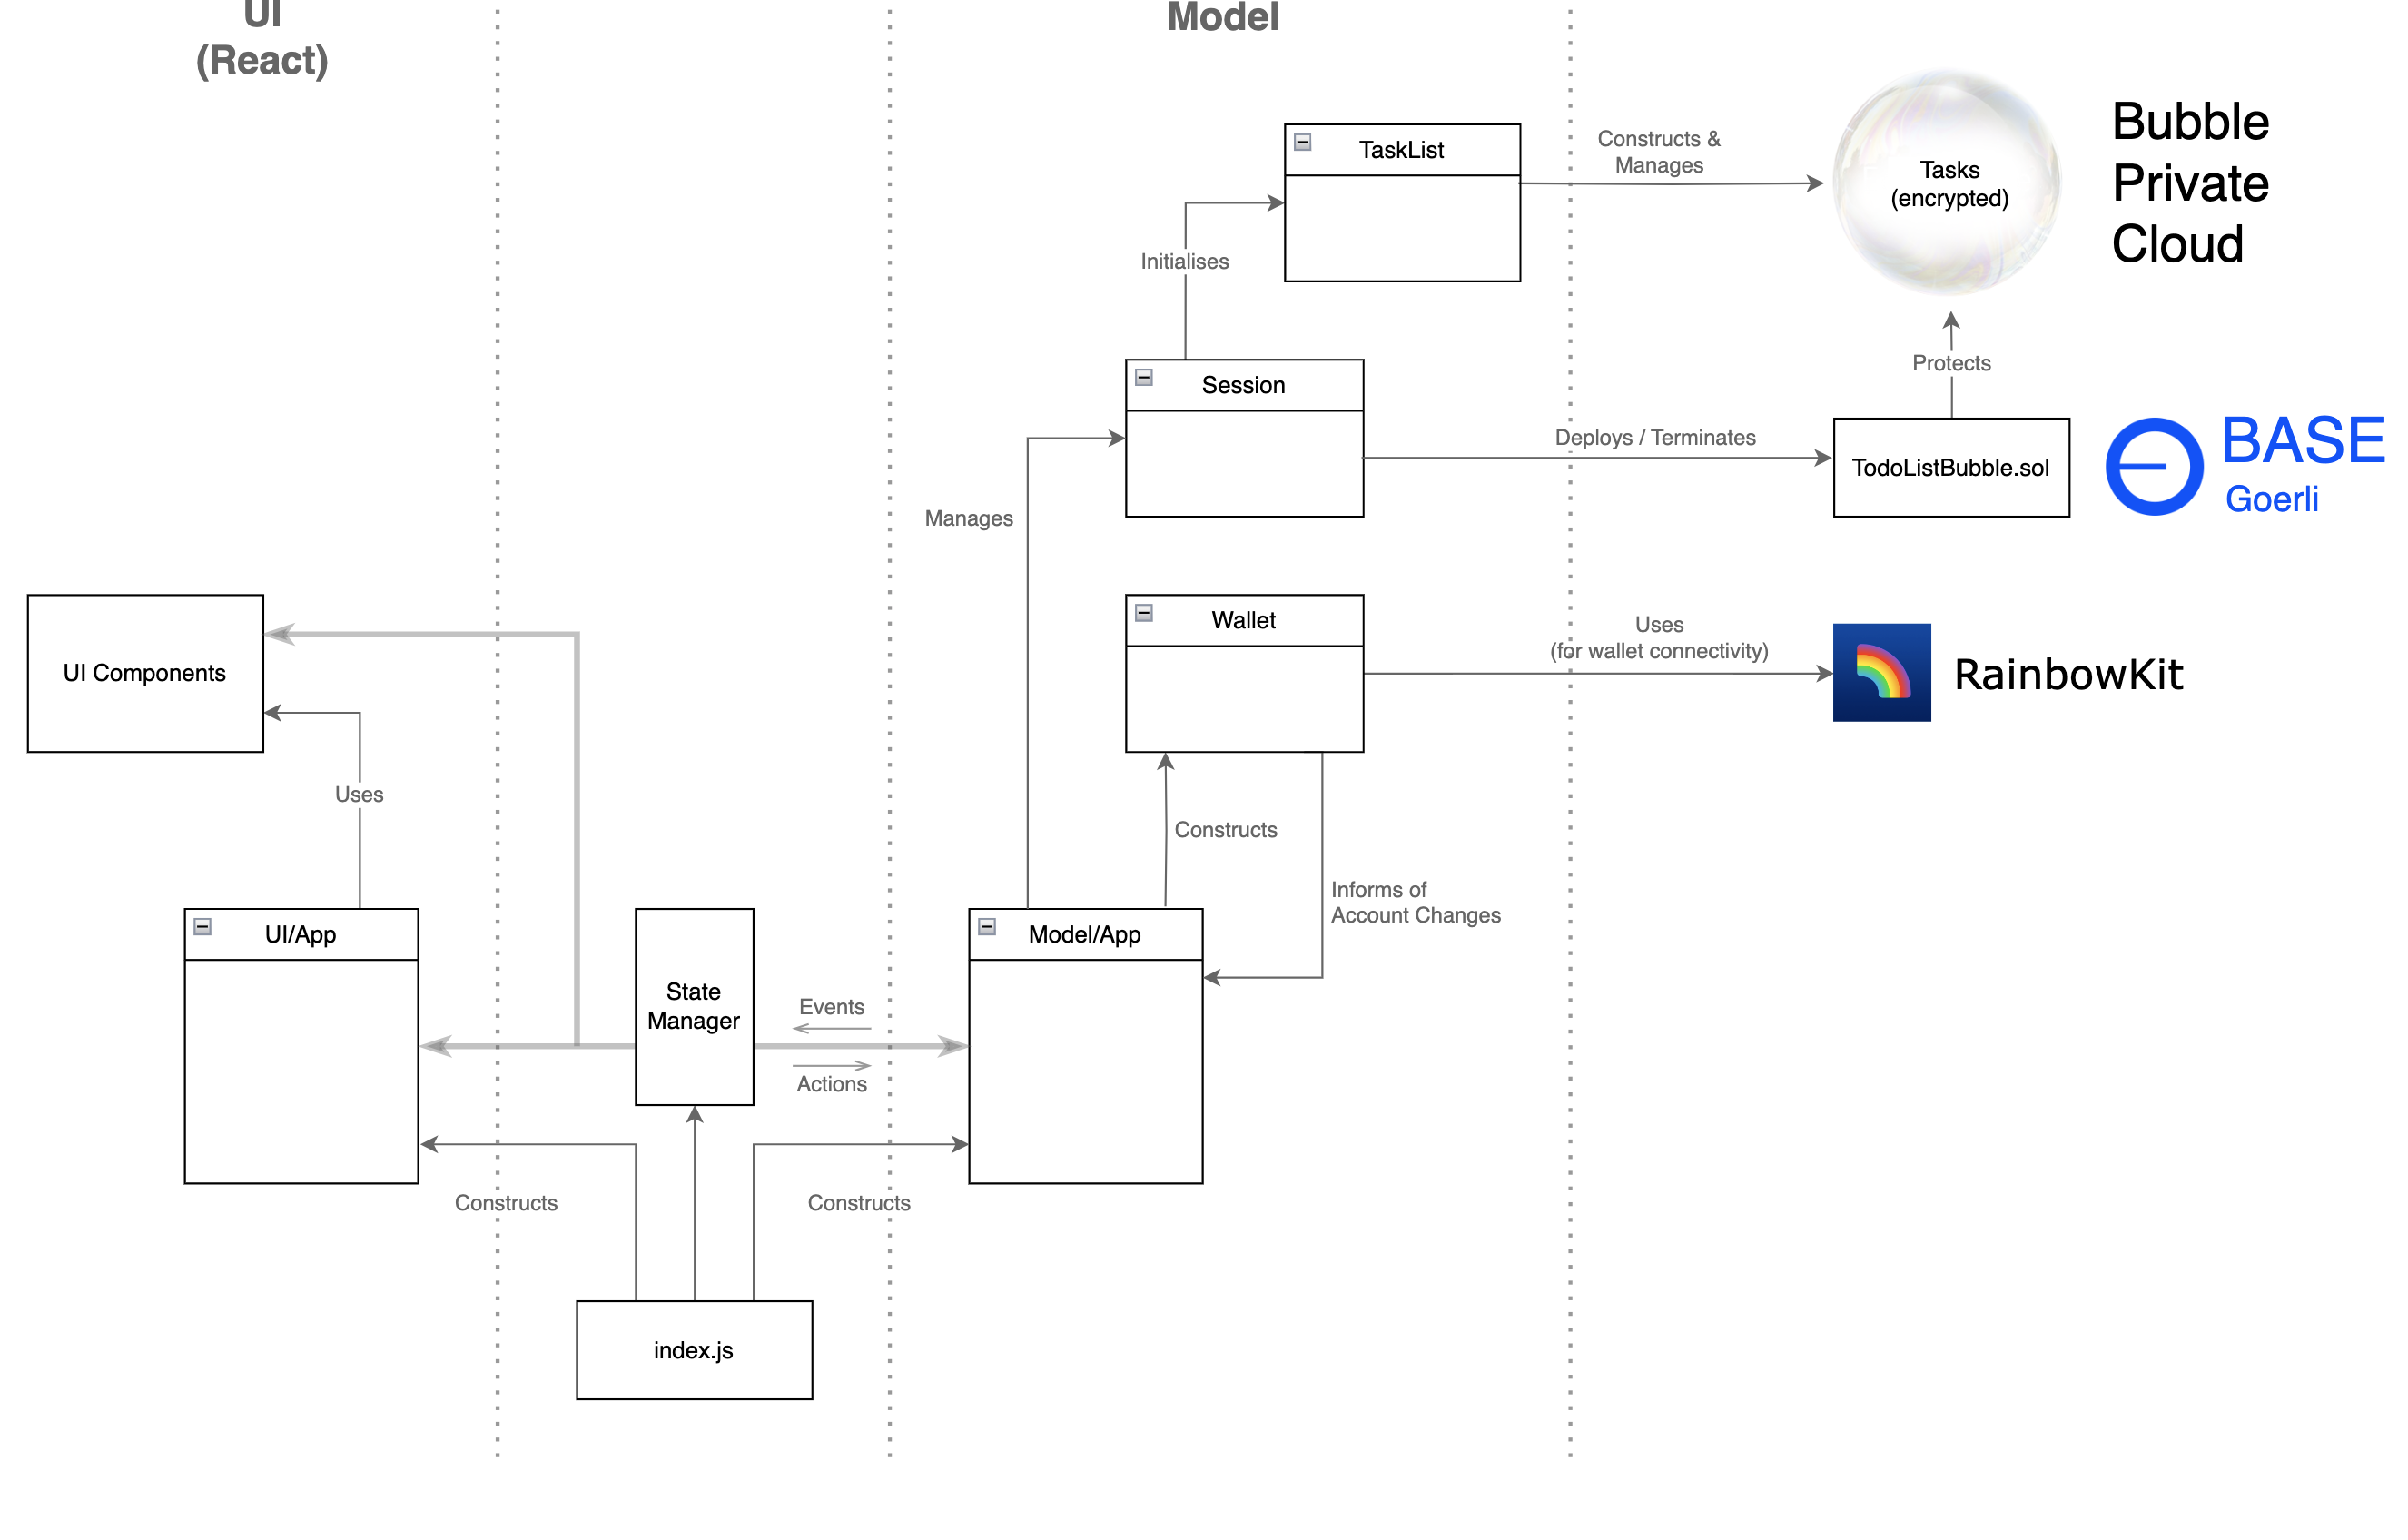 UI
(React)
Model
TaskList
Constructs &
Manages
Tasks
(encrypted)
Bubble
Private
Cloud
Initialises
Protects
Session
Deploys / Terminates
TodoListBubble.sol
BASE
Goerli
Manages
Wallet
Uses
(for wallet connectivity)
RainbowKit
UI Components
Uses
Constructs
Informs of
Account Changes
UI/App
State
Manager
Events
Actions
Model/App
Constructs
Constructs
index.js